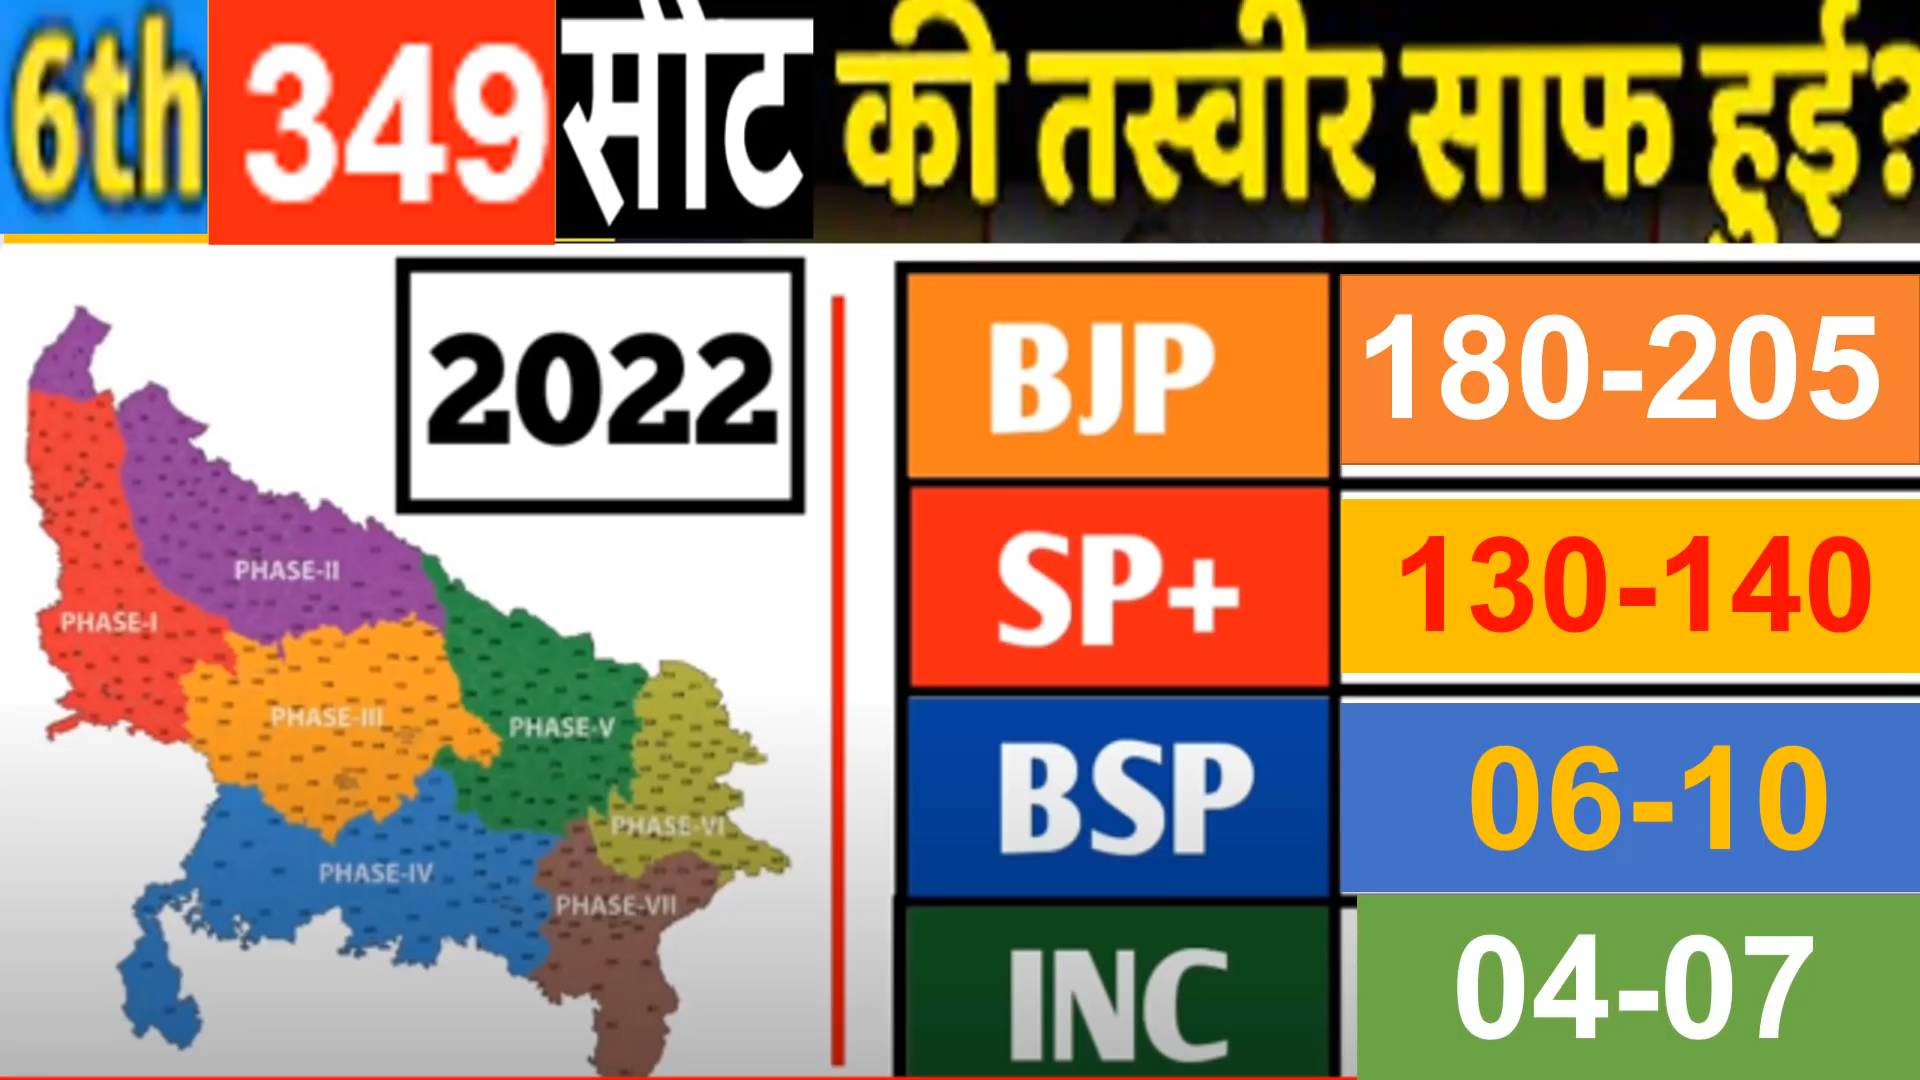 6th 349 सीट की तस्वीर साफ हुई?
2022
BJP 180-205
SP+ 130-140
BSP 06-10
INC 04-07
PHASE-II
PHASE-I
PHASE-III
PHASE-V
PHASE-VI
PHASE-IV
PHASE-VII